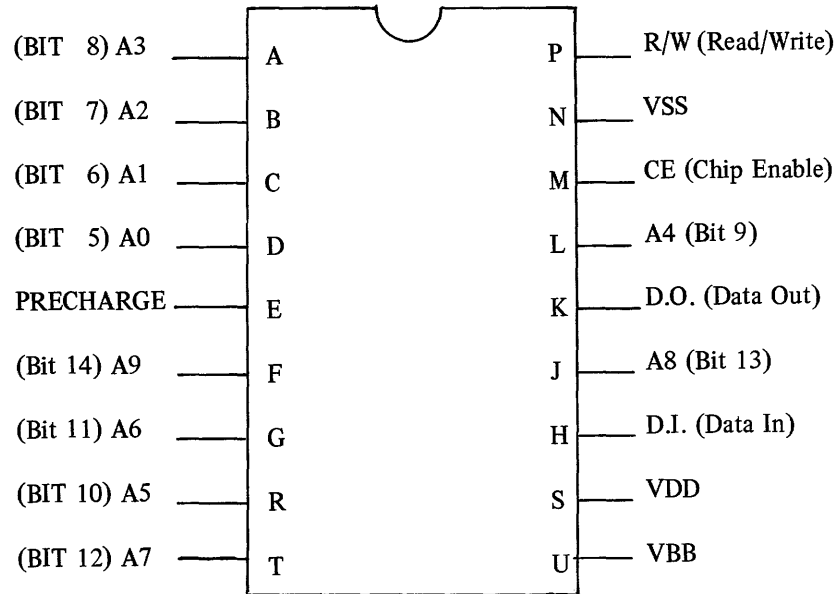 (BIT 8) A3 A P R/W (Read/Write)
(BIT 7) A2 B N VSS
(BIT 6) A1 C M CE (Chip Enable)
(BIT 5) A0 D L A4 (Bit 9)
PRECHARGE E K D.O. (Data Out)
(Bit 14) A9 F J A8 (Bit 13)
(Bit 11) A6 G H D.I. (Data In)
(BIT 10) A5 R S VDD
(BIT 12) A7 T U VBB